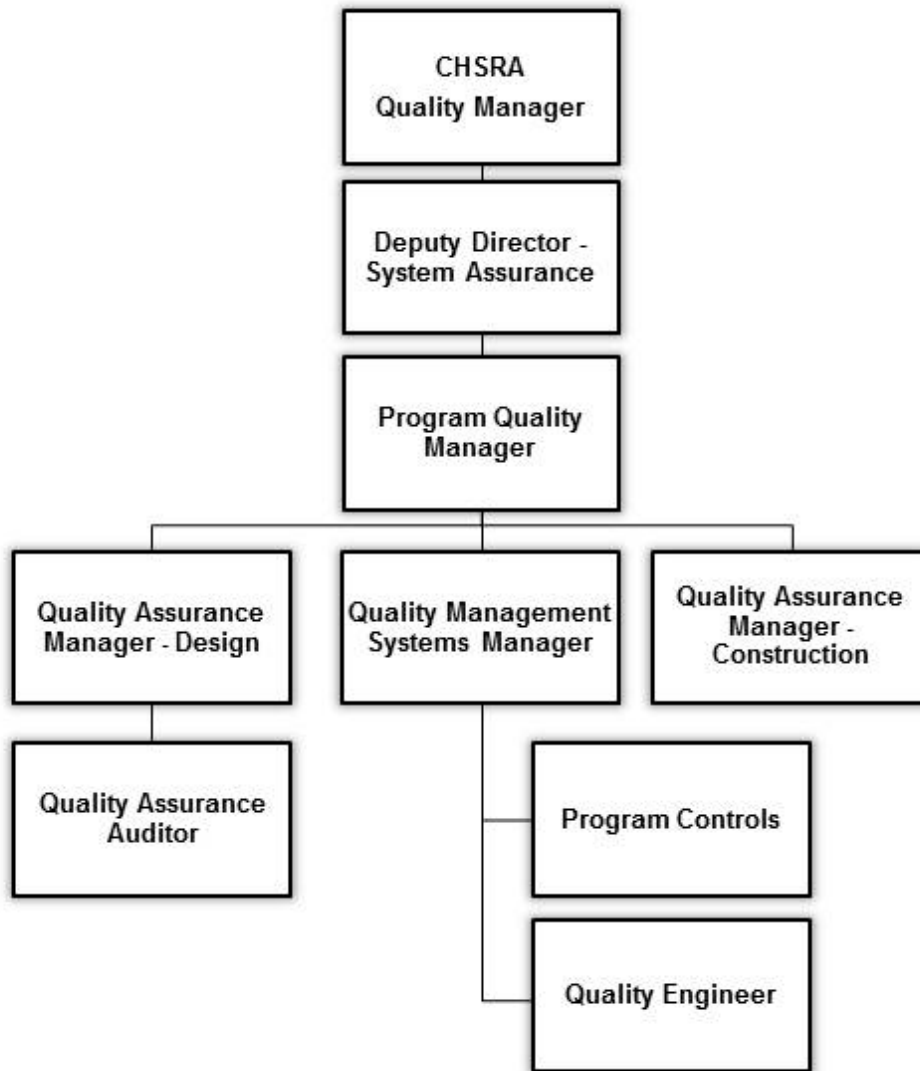 CHSRA
Quality Manager
Deputy Director -
System Assurance
Program Quality
Manager
Quality Assurance
Manager - Design
Quality Management
Systems Manager
Quality Assurance
Manager -
Construction
Quality Assurance
Auditor
Program Controls
Quality Engineer